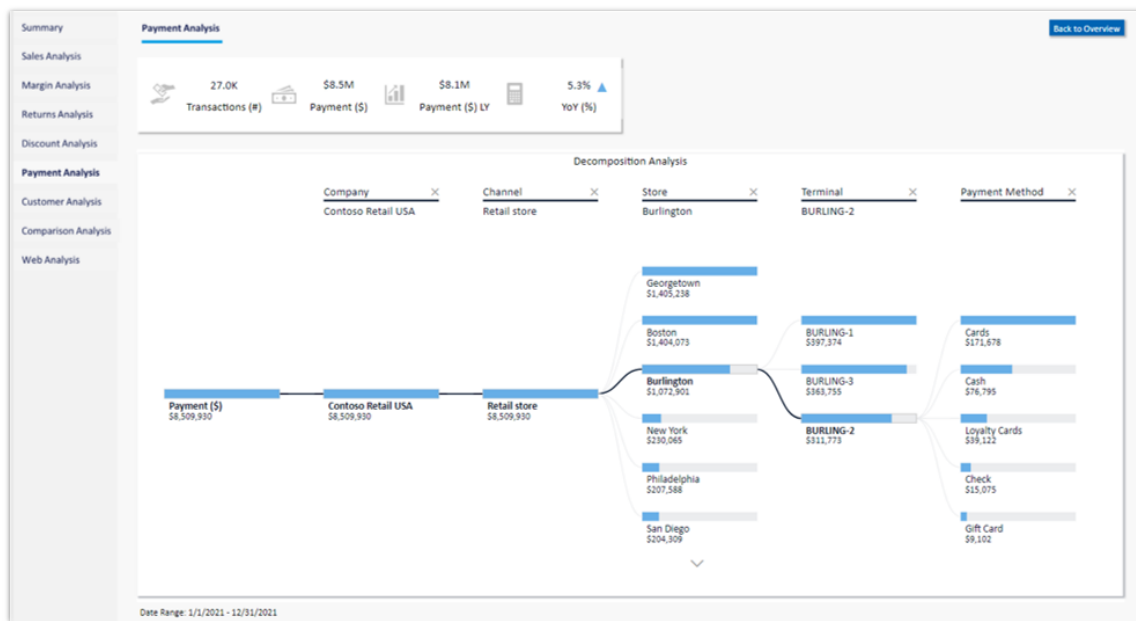 Summary
Sales Analysis
Margin Analysis
Returns Analysis
Discount Analysis
Payment Analysis
Customer Analysis
Comparison Analysis
Web Analysis
Payment Analysis
Back to Overview
27.0K
Transactions (#)
$8.5M
Payment ($)
$8.1M
Payment ($) LY
5.3%
YoY (%)
Decomposition Analysis
Company
Contoso Retail USA
Channel
Retail store
Store
Burlington
Terminal
BURLING-2
Payment Method
Payment ($)
$8,509,930
Contoso Retail USA
$8,509,930
Retail store
$8,509,930
Georgetown
$1,405,238
Boston
$1,404,073
Burlington
$1,072,901
New York
$230,065
Philadelphia
$207,588
San Diego
$204,309
BURLING-1
$397,374
BURLING-3
$363,755
BURLING-2
$311,773
Cards
$171,678
Cash
$76,795
Loyalty Cards
$39,122
Check
$15,075
Gift Card
$9,102
Date Range: 1/1/2021 - 12/31/2021